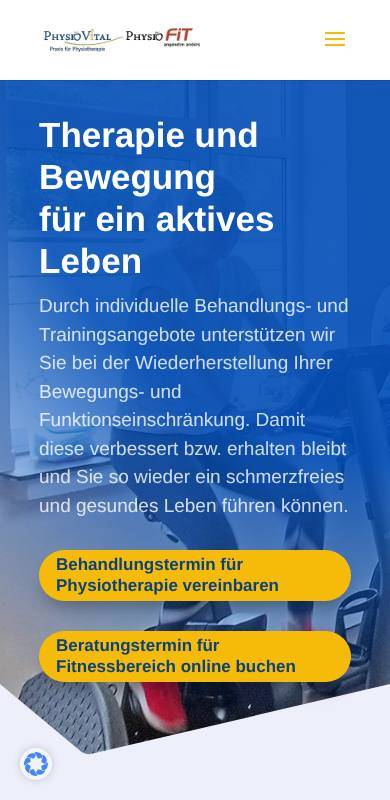 PhysioVital PhysioFiT
Praxis für Physiotherapie angenehm anders
Therapie und
Bewegung
für ein aktives
Leben
Durch individuelle Behandlungs- und
Trainingsangebote unterstützen wir
Sie bei der Wiederherstellung Ihrer
Bewegungs- und
Funktionseinschränkung. Damit
diese verbessert bzw. erhalten bleibt
und Sie so wieder ein schmerzfreies
und gesundes Leben führen können.
Behandlungstermin für
Physiotherapie vereinbaren
Beratungstermin für
Fitnessbereich online buchen